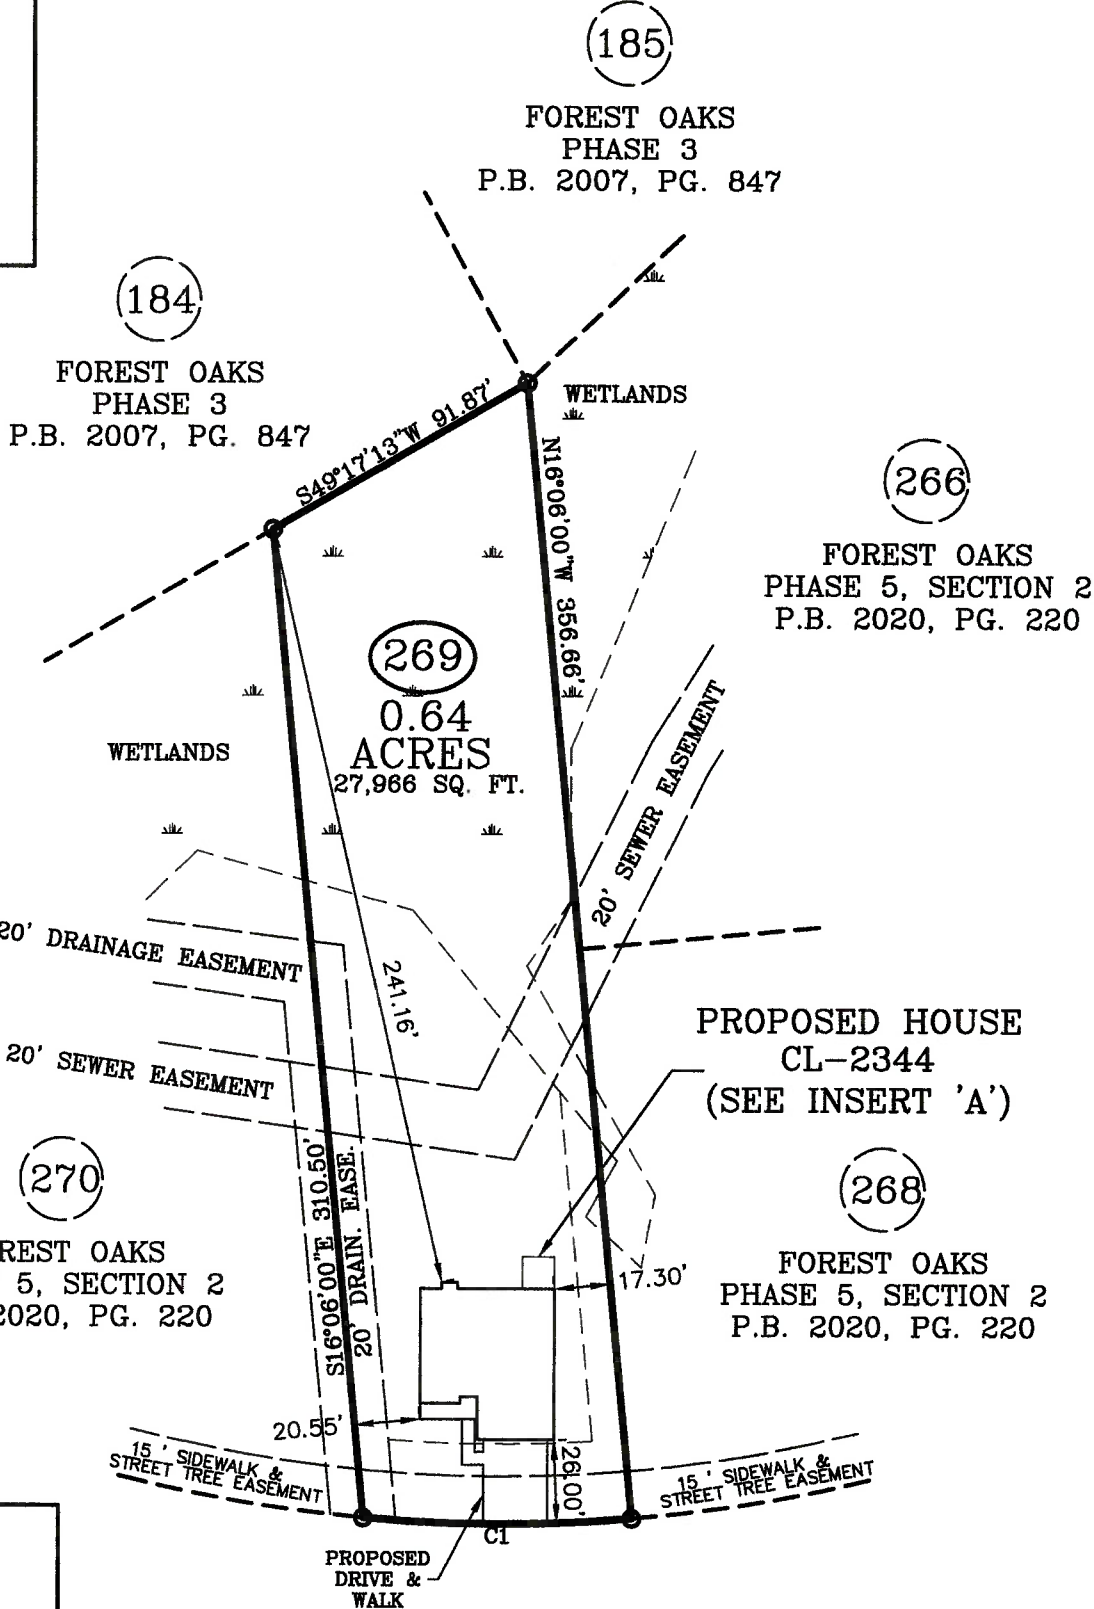 185
FOREST OAKS
PHASE 3
P.B. 2007, PG. 847
184
FOREST OAKS
PHASE 3
P.B. 2007, PG. 847
S49°17'13"W 91.87'
WETLANDS
N16°06'00"W 356.66'
266
FOREST OAKS
PHASE 5, SECTION 2
P.B. 2020, PG. 220
269
0.64
ACRES
27,966 SQ. FT.
WETLANDS
20' SEWER EASEMENT
20' DRAINAGE EASEMENT
241.16'
20' SEWER EASEMENT
PROPOSED HOUSE
CL-2344
(SEE INSERT 'A')
270
REST OAKS
5, SECTION 2
2020, PG. 220
S16°06'00"E 310.50'
20' DRAIN. EASE.
268
FOREST OAKS
PHASE 5, SECTION 2
P.B. 2020, PG. 220
17.30'
20.55'
26.00'
15 ' SIDEWALK &
STREET TREE EASEMENT
15 ' SIDEWALK &
STREET TREE EASEMENT
C1
PROPOSED
DRIVE &
WALK